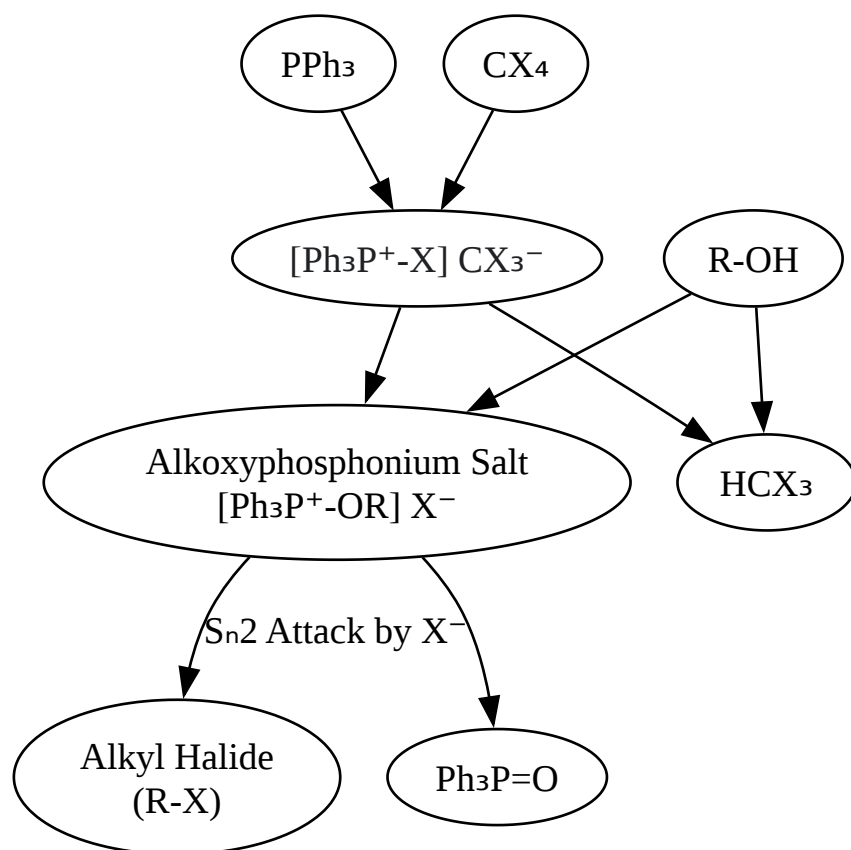 PPh₃
CX₄
[Ph₃P⁺-X] CX₃⁻
R-OH
Alkoxyphosphonium Salt
[Ph₃P⁺-OR] X⁻
HCX₃
Sₙ2 Attack by X⁻
Alkyl Halide
(R-X)
Ph₃P=O